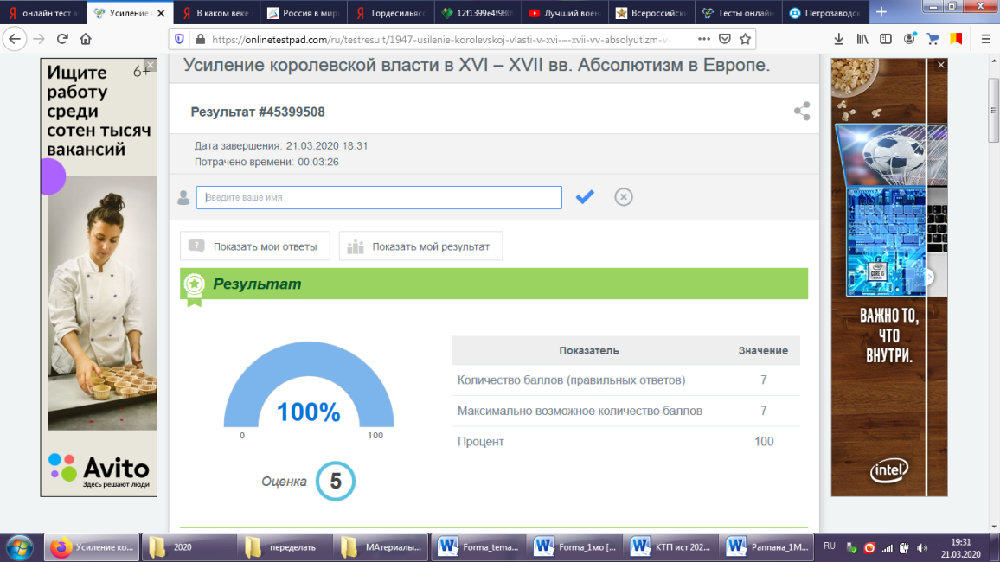 онлайн тест а
Усиление к
В каком веке
Россия в мир
Тордесильяс
12f1399e4f980
Лучший воен
Всероссийски
Тесты онлайн
Петрозаводс
https://onlinetestpad.com/ru/testresult/1947-usilenie-korolevskoj-vlasti-v-xvi-–-xvii-vv-absolyutizm-v
Ищите
работу
среди
сотен тысяч
вакансий
6+
Avito
Здесь решают люди
Усиление королевской власти в XVI – XVII вв. Абсолютизм в Европе.
Результат #45399508
Дата завершения: 21.03.2020 18:31
Потрачено времени: 00:03:26
Введите ваше имя
Показать мои ответы
Показать мой результат
Результат
100%
0
100
Оценка
5
Показатель Значение
Количество баллов (правильных ответов) 7
Максимально возможное количество баллов 7
Процент 100
ВАЖНО ТО,
ЧТО
ВНУТРИ.
intel
Усиление ко...
2020
переделать
МАтериалы...
Forma_tema...
Forma_1мо [...
КТП ист 202...
Раппана_1М...
RU
19:31
21.03.2020